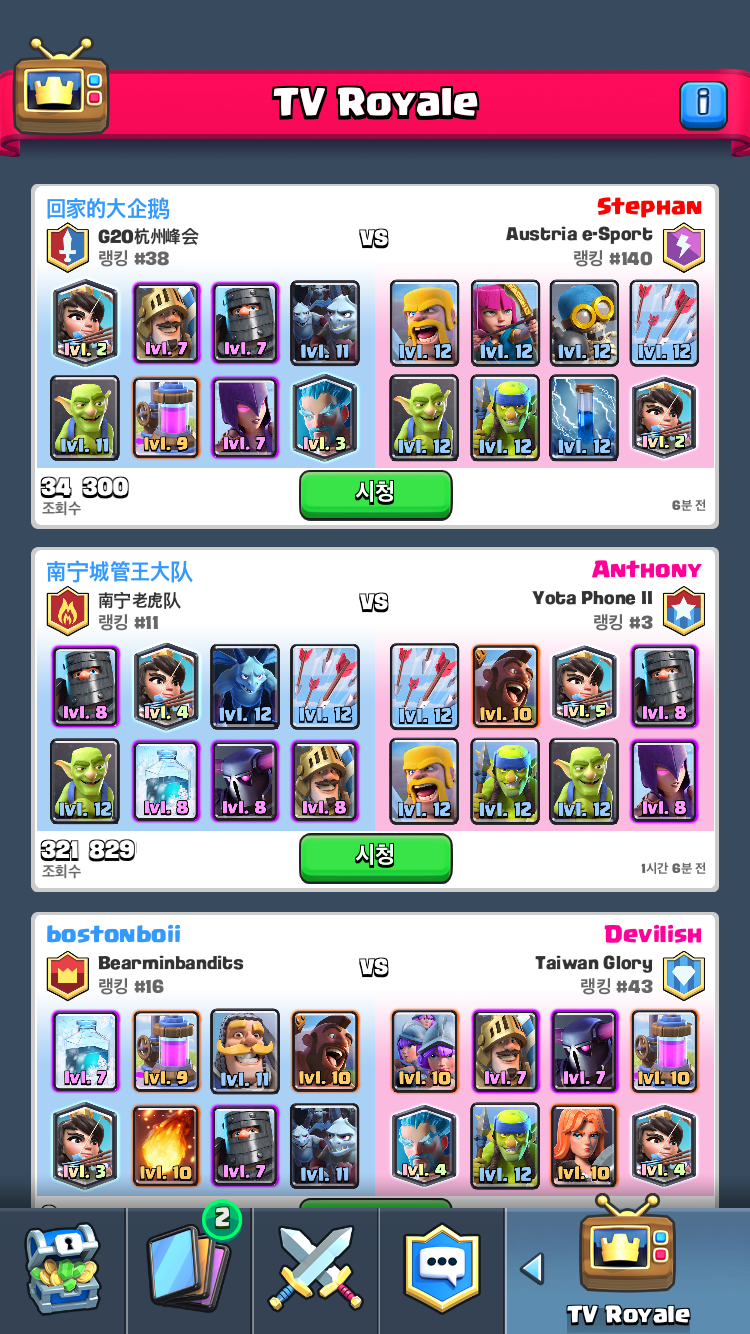 TV Royale
回家的大企鹅
Stephan
G20杭州峰会
VS
Austria e-Sport
랭킹 #38
랭킹 #140
lvl. 2 lvl. 7 lvl. 7 lvl. 11 lvl. 12 lvl. 12 lvl. 12 lvl. 12
lvl. 11 lvl. 9 lvl. 7 lvl. 3 lvl. 12 lvl. 12 lvl. 12 lvl. 2
34 300
조회수
시청
6분 전
南宁城管王大队
Anthony
南宁老虎队
VS
Yota Phone II
랭킹 #11
랭킹 #3
lvl. 8 lvl. 4 lvl. 12 lvl. 12 lvl. 12 lvl. 10 lvl. 5 lvl. 8
lvl. 12 lvl. 8 lvl. 8 lvl. 8 lvl. 12 lvl. 12 lvl. 12 lvl. 8
321 829
조회수
시청
1시간 6분 전
bostonboii
Devilish
Bearminbandits
VS
Taiwan Glory
랭킹 #16
랭킹 #43
lvl. 7 lvl. 9 lvl. 11 lvl. 10 lvl. 10 lvl. 7 lvl. 7 lvl. 10
lvl. 3 lvl. 10 lvl. 7 lvl. 11 lvl. 4 lvl. 12 lvl. 10 lvl. 4
2
TV Royale